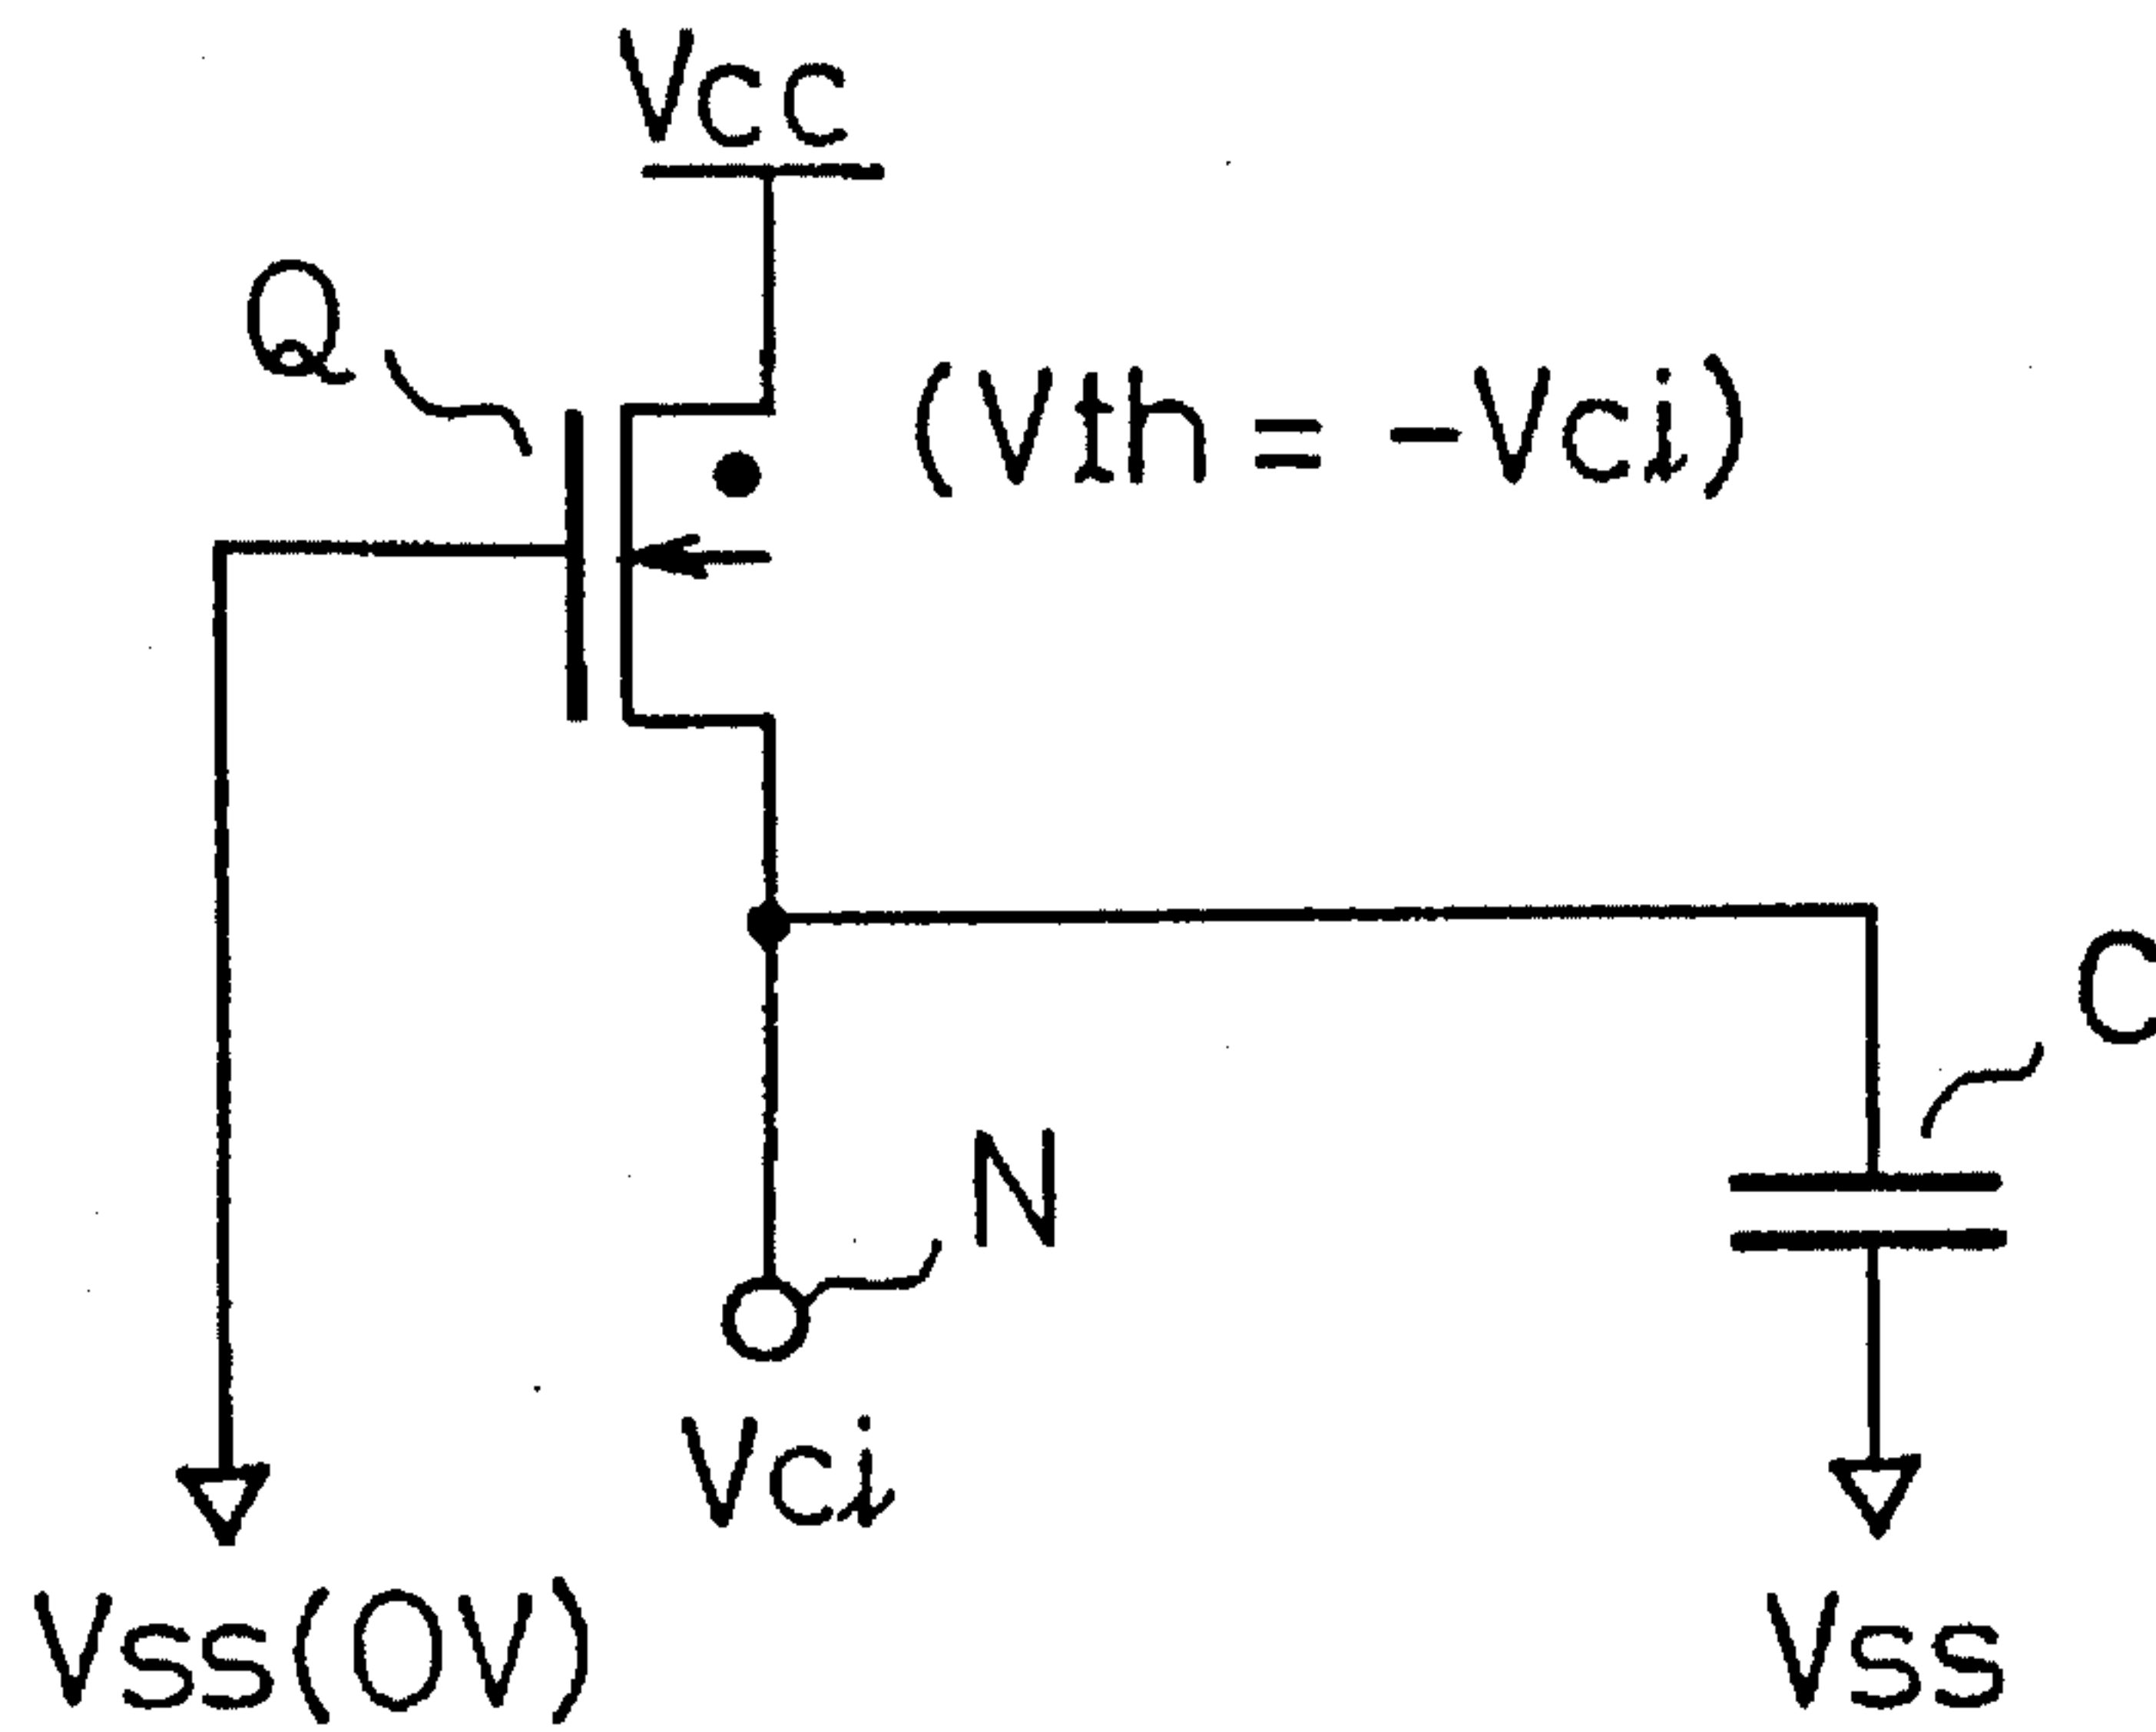 Vcc
Q
(Vth = -Vci)
C
N
Vci
Vss(0V)
Vss